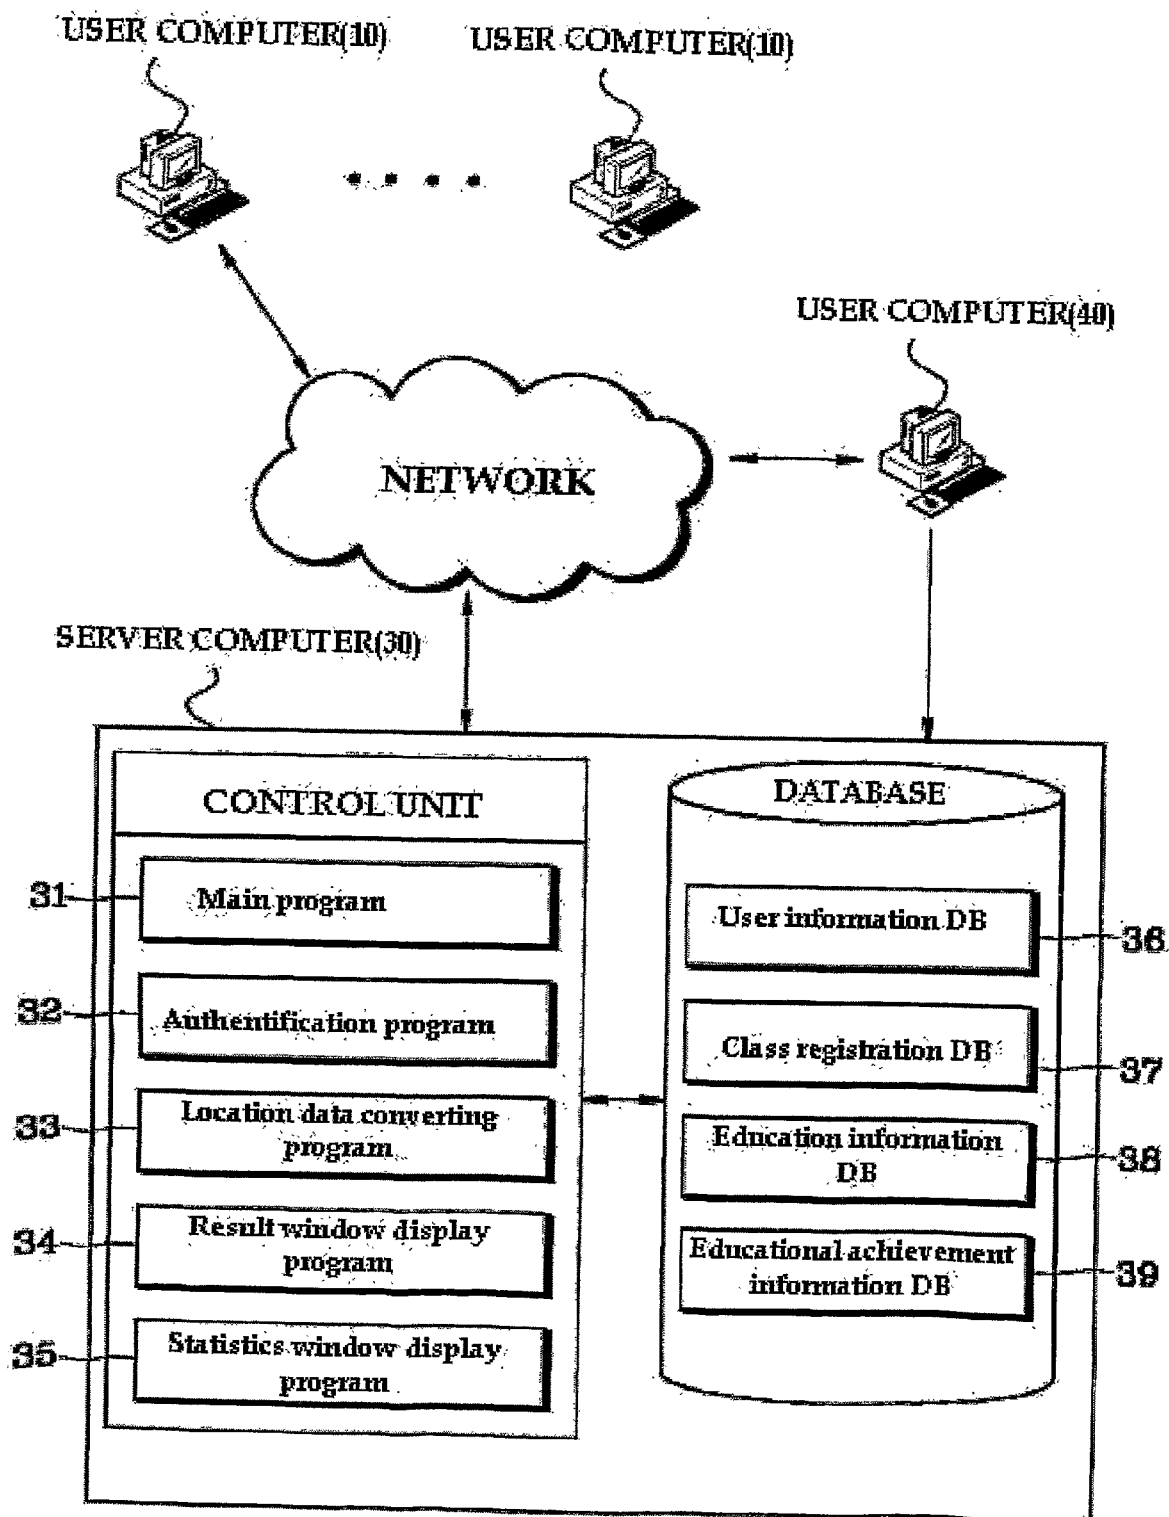 USER COMPUTER(10)
USER COMPUTER(10)
USER COMPUTER(40)
NETWORK
SERVER COMPUTER(30)
CONTROL UNIT
31
Main program
32
Authentification program
33
Location data converting
program
34
Result window display
program
35
Statistics window display
program
DATABASE
User information DB
36
Class registration DB
37
Education information
DB
38
Educational achievement
information DB
39